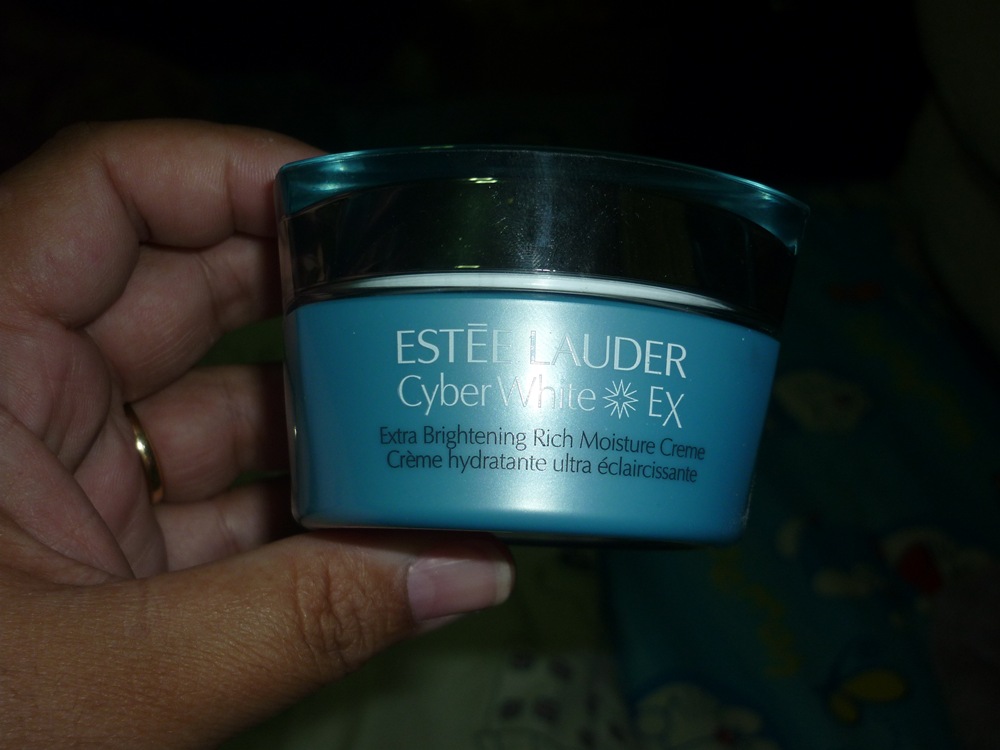 ESTĒE LAUDER
Cyber White EX
Extra Brightening Rich Moisture Creme
Crème hydratante ultra éclaircissante